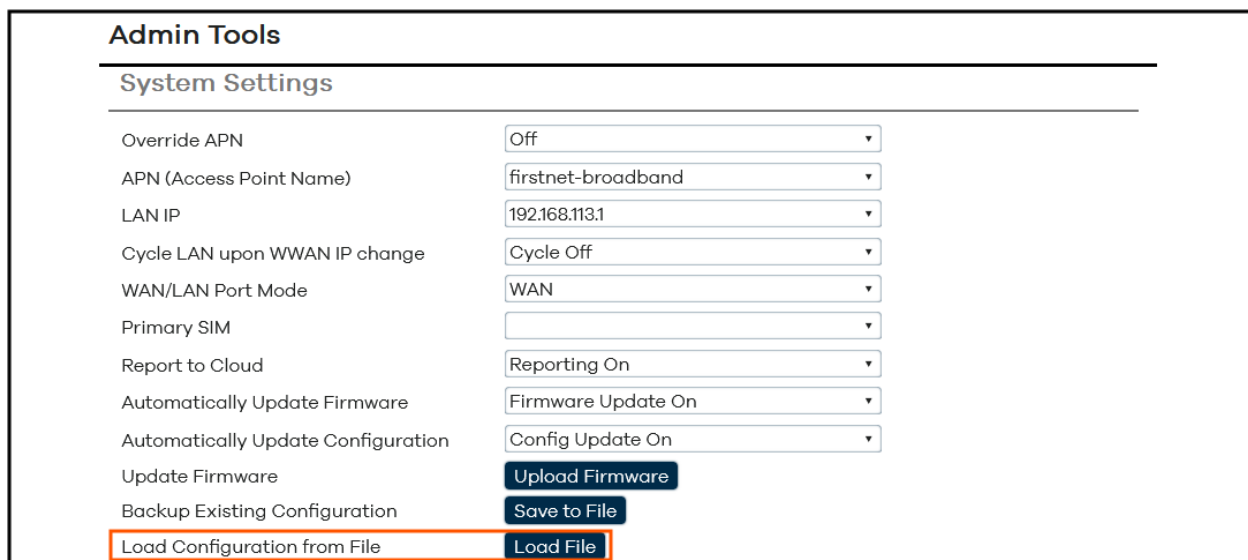 Admin Tools
System Settings
Override APN Off
APN (Access Point Name) firstnet-broadband
LAN IP 192.168.113.1
Cycle LAN upon WWAN IP change Cycle Off
WAN/LAN Port Mode WAN
Primary SIM
Report to Cloud Reporting On
Automatically Update Firmware Firmware Update On
Automatically Update Configuration Config Update On
Update Firmware Upload Firmware
Backup Existing Configuration Save to File
Load Configuration from File Load File